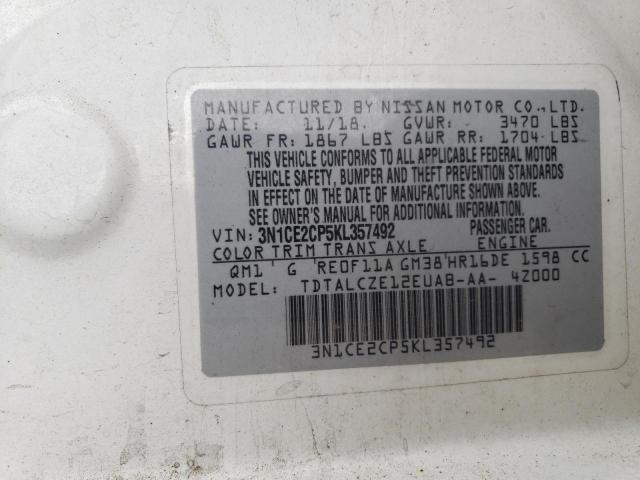 MANUFACTURED BY NISSAN MOTOR CO.,LTD.
DATE: 11/18. GVWR: 3470 LBS
GAWR FR: 1867 LBS GAWR RR: 1704 LBS
THIS VEHICLE CONFORMS TO ALL APPLICABLE FEDERAL MOTOR
VEHICLE SAFETY, BUMPER AND THEFT PREVENTION STANDARDS
IN EFFECT ON THE DATE OF MANUFACTURE SHOWN ABOVE.
SEE OWNER'S MANUAL FOR ADDITIONAL INFORMATION
VIN: 3N1CE2CP5KL357492 PASSENGER CAR.
COLOR TRIM TRANS AXLE ENGINE
QM1 G RE0F11A GM38 HR16DE 1598 CC
MODEL: TDTALCZE12EUAB-AA- 4Z000
3N1CE2CP5KL357492